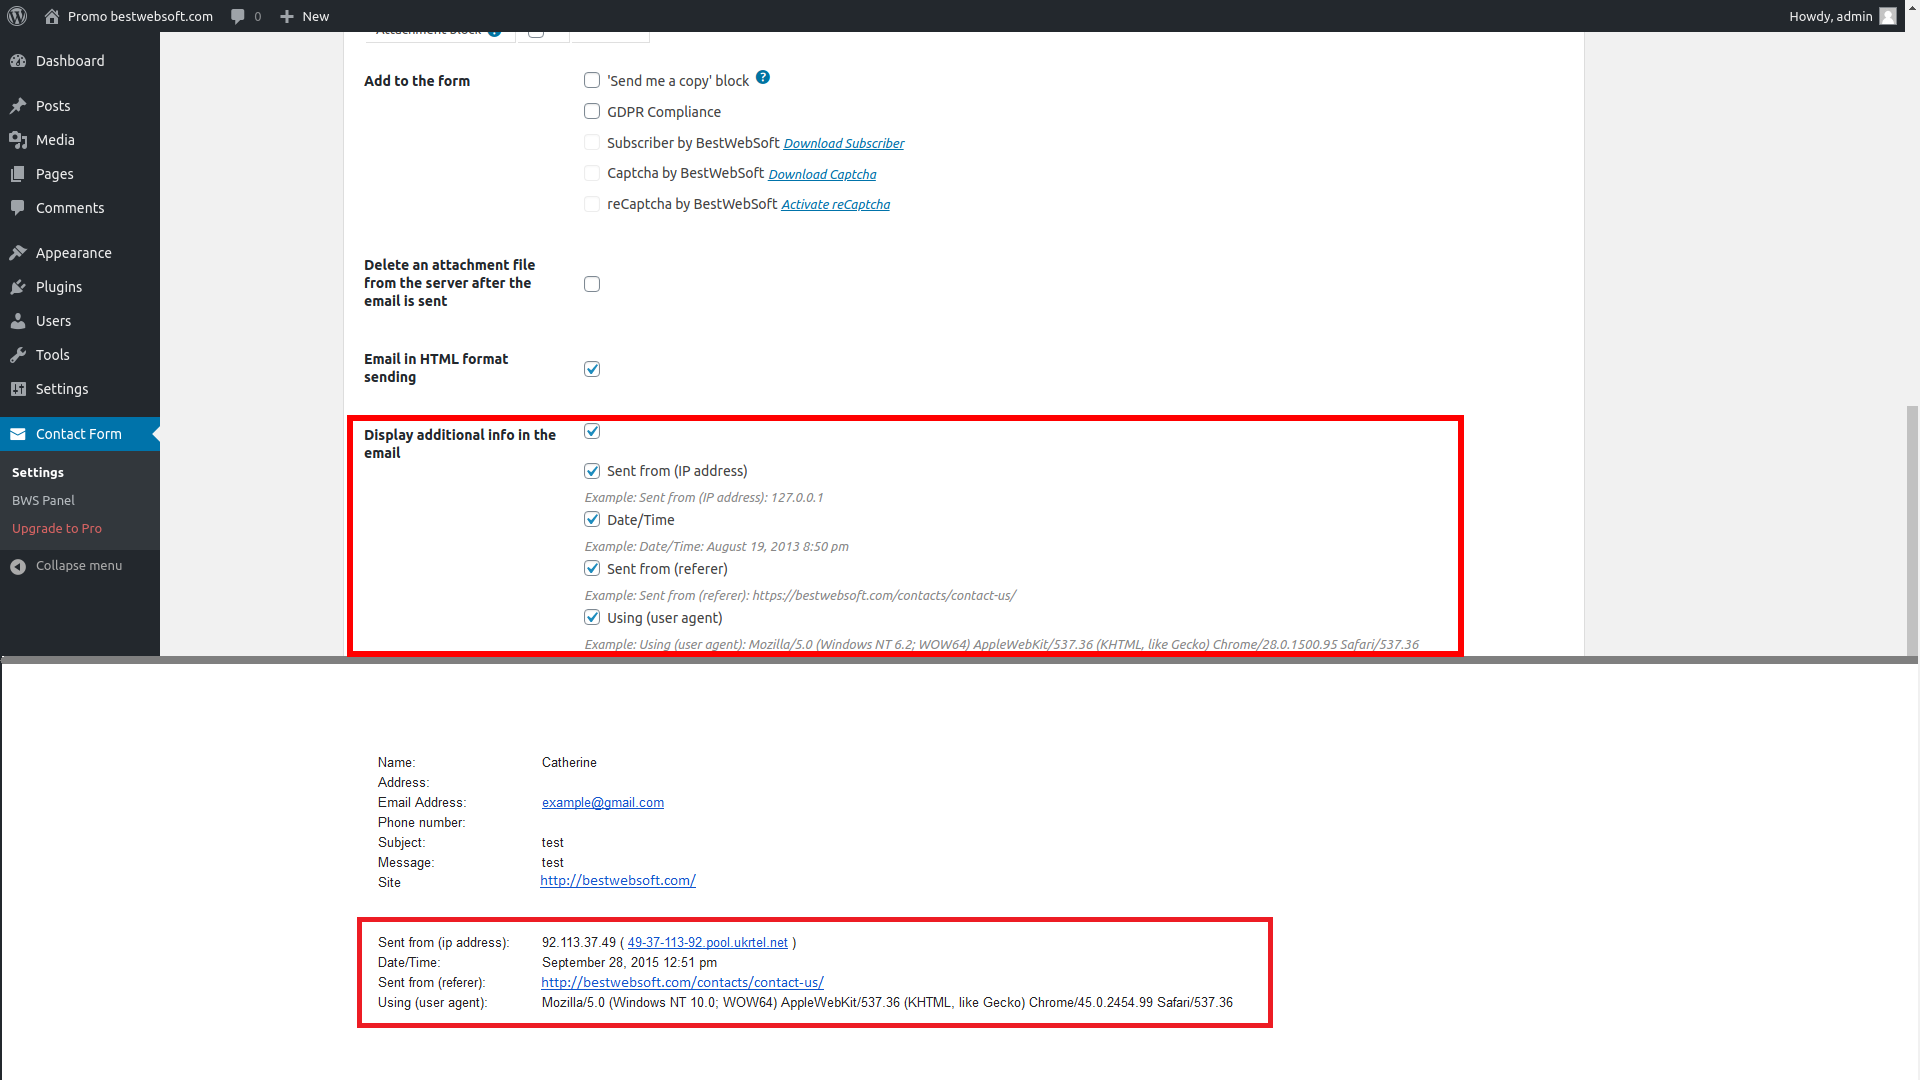 Promo bestwebsoft.com 0 New Howdy, admin
Dashboard
Posts
Media
Pages
Comments
Appearance
Plugins
Users
Tools
Settings
Contact Form
Settings
BWS Panel
Upgrade to Pro
Collapse menu
Attachment block
Add to the form
'Send me a copy' block ?
GDPR Compliance
Subscriber by BestWebSoft Download Subscriber
Captcha by BestWebSoft Download Captcha
reCaptcha by BestWebSoft Activate reCaptcha
Delete an attachment file
from the server after the
email is sent
Email in HTML format
sending
Display additional info in the
email
Sent from (IP address)
Example: Sent from (IP address): 127.0.0.1
Date/Time
Example: Date/Time: August 19, 2013 8:50 pm
Sent from (referer)
Example: Sent from (referer): https://bestwebsoft.com/contacts/contact-us/
Using (user agent)
Example: Using (user agent): Mozilla/5.0 (Windows NT 6.2; WOW64) AppleWebKit/537.36 (KHTML, like Gecko) Chrome/28.0.1500.95 Safari/537.36
Name: Catherine
Address:
Email Address: example@gmail.com
Phone number:
Subject: test
Message: test
Site http://bestwebsoft.com/
Sent from (ip address): 92.113.37.49 ( 49-37-113-92.pool.ukrtel.net )
Date/Time: September 28, 2015 12:51 pm
Sent from (referer): http://bestwebsoft.com/contacts/contact-us/
Using (user agent): Mozilla/5.0 (Windows NT 10.0; WOW64) AppleWebKit/537.36 (KHTML, like Gecko) Chrome/45.0.2454.99 Safari/537.36